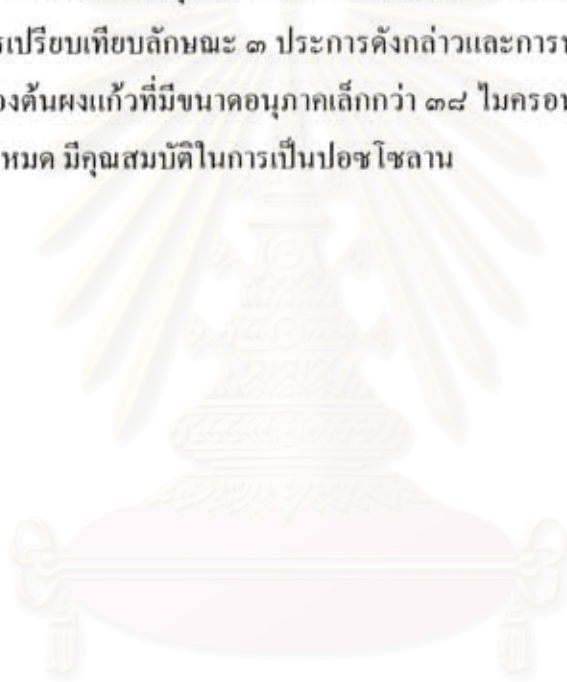 รเปรียบเทียบลักษณะ ๓ ประการดังกล่าวและการ
องต้นผงแก้วที่มีขนาดอนุภาคเล็กกว่า ๓๘ ไมครอน
หมด มีคุณสมบัติในการเป็นปอซโซลาน